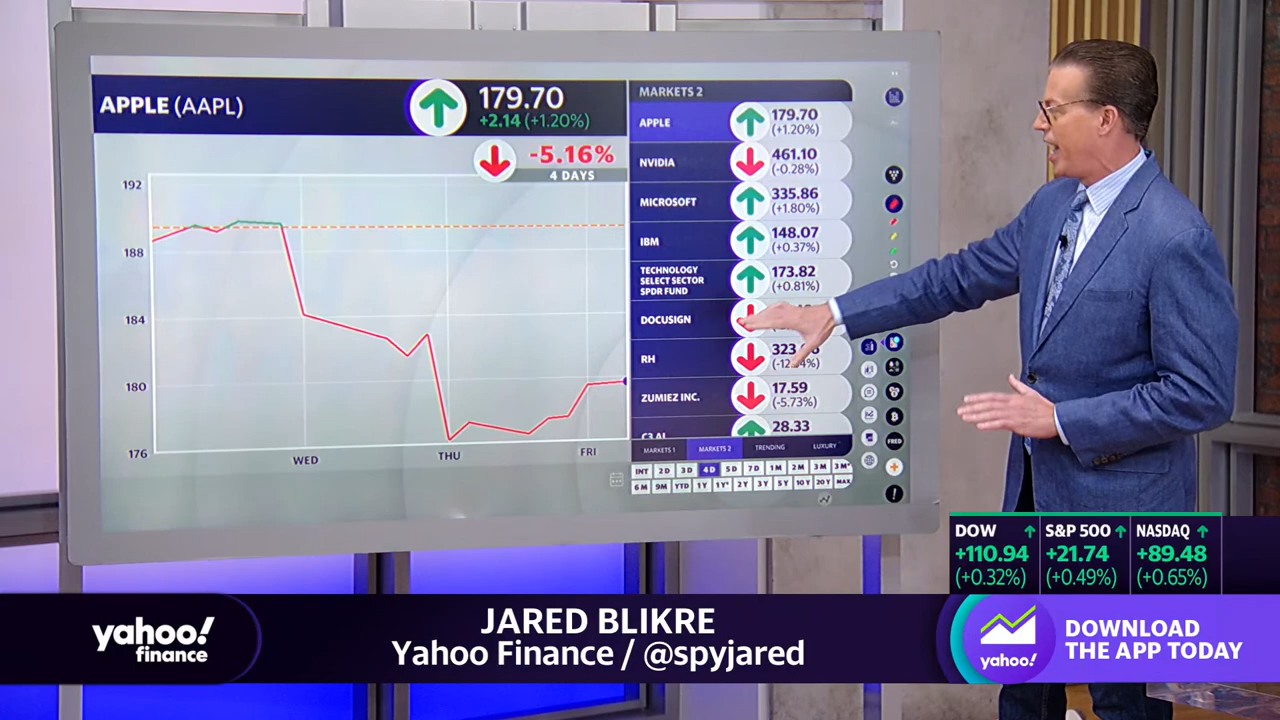 APPLE (AAPL)
179.70
+2.14 (+1.20%)
-5.16%
4 DAYS
192
188
184
180
176
WED
THU
FRI
MARKETS 2
APPLE
179.70
(+1.20%)
NVIDIA
461.10
(-0.28%)
MICROSOFT
335.86
(+1.80%)
IBM
148.07
(+0.37%)
TECHNOLOGY
SELECT SECTOR
SPDR FUND
173.82
(+0.81%)
DOCUSIGN
RH
ZUMIEZ INC.
17.59
(-5.73%)
C3 AI
28.33
MARKETS 1
MARKETS 2
TRENDING
LUXURY
INT 2D 3D 4D 5D 7D 1M 2M 3M 3M*
6M 9M YTD 1Y 1Y* 2Y 3Y 5Y 10Y 20Y MAX
FRED
DOW
+110.94
(+0.32%)
S&P 500
+21.74
(+0.49%)
NASDAQ
+89.48
(+0.65%)
yahoo!
finance
JARED BLIKRE
Yahoo Finance / @spyjared
yahoo!
DOWNLOAD
THE APP TODAY